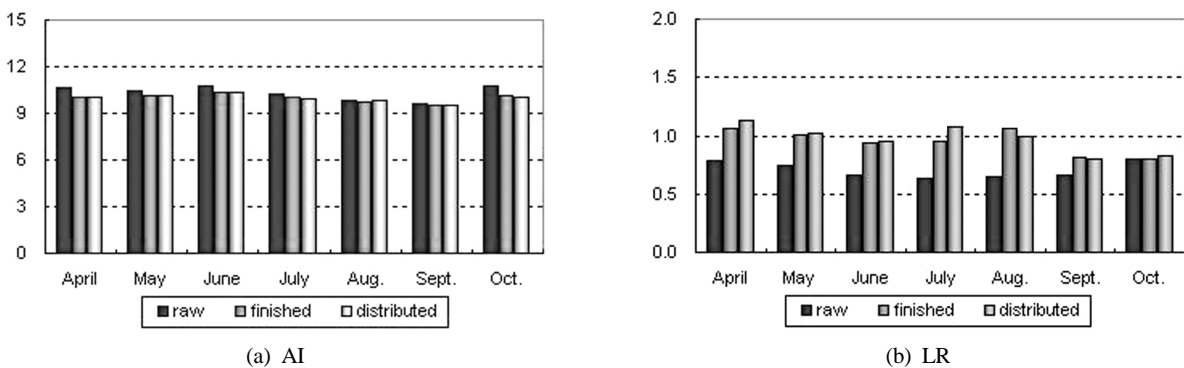 15
12
9
6
3
0
April May June July Aug. Sept. Oct.
raw finished distributed
(a) AI
2.0
1.5
1.0
0.5
0.0
April May June July Aug. Sept. Oct.
raw finished distributed
(b) LR